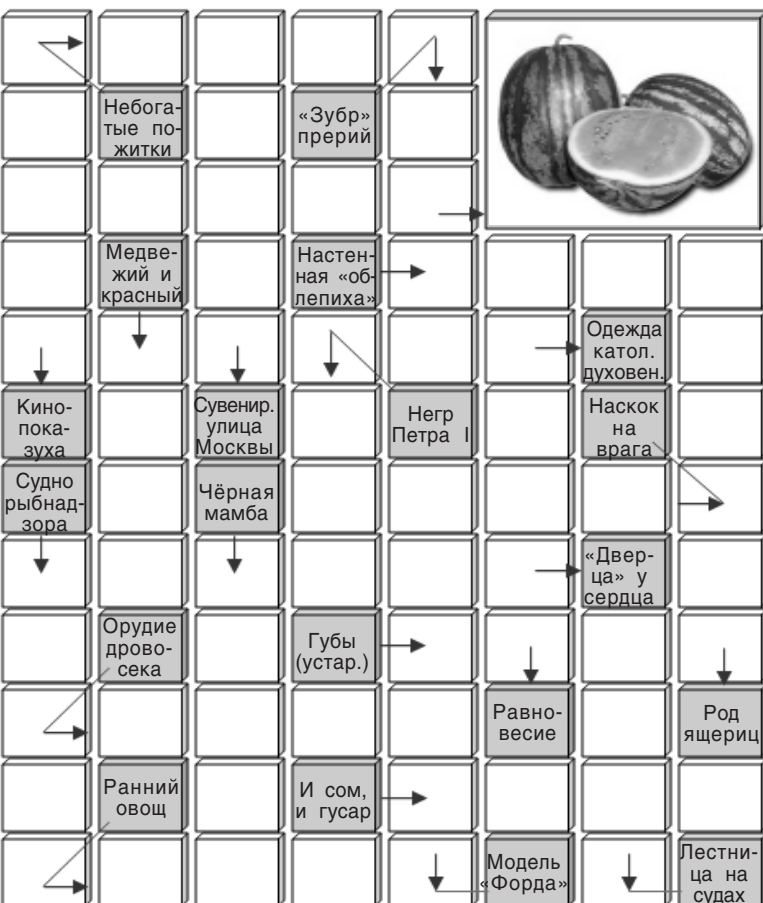 Небога-
тые по-
житки
«Зубр»
прерий
Медве-
жий и
красный
Настен-
ная «об-
лепиха»
Одежда
катол.
духовен.
Кино-
пока-
зуха
Сувенир.
улица
Москвы
Негр
Петра I
Наскок
на
врага
Судно
рыбнад-
зора
Чёрная
мамба
«Двер-
ца» у
сердца
Орудие
дрово-
сека
Губы
(устар.)
Равно-
весие
Род
ящериц
Ранний
овощ
И сом,
и гусар
Модель
«Форда»
Лестни-
ца на
судах